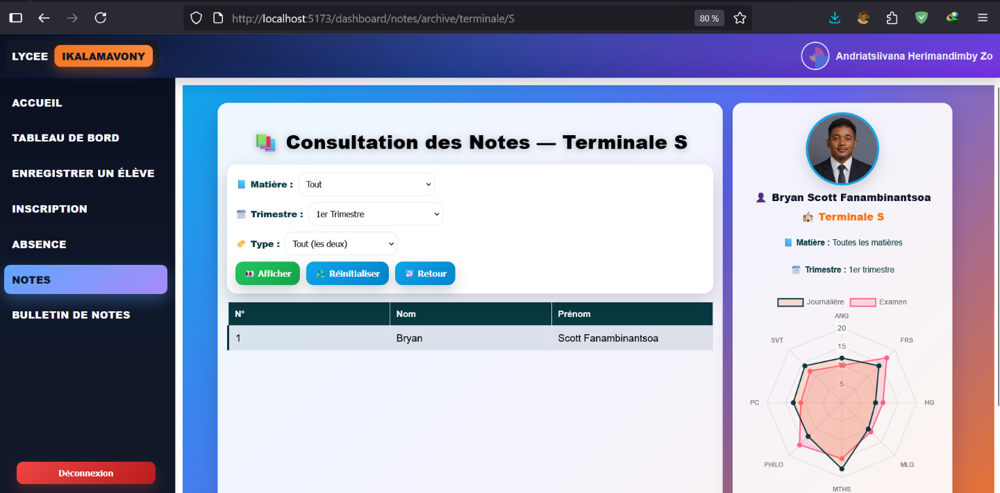 http://localhost:5173/dashboard/notes/archive/terminale/S
80 %
LYCEE IKALAMAVONY
Andriatsiivana Herimandimby Zo
ACCUEIL
TABLEAU DE BORD
ENREGISTRER UN ÉLÈVE
INSCRIPTION
ABSENCE
NOTES
BULLETIN DE NOTES
Déconnexion
Consultation des Notes — Terminale S
Matière : Tout
Trimestre : 1er Trimestre
Type : Tout (les deux)
Afficher Réinitialiser Retour
N° Nom Prénom
1 Bryan Scott Fanambinantsoa
Bryan Scott Fanambinantsoa
Terminale S
Matière : Toutes les matières
Trimestre : 1er trimestre
Journalière Examen
ANG
20
SVT FRS
15
10
5
PC HG
PHILO MLG
MTHS